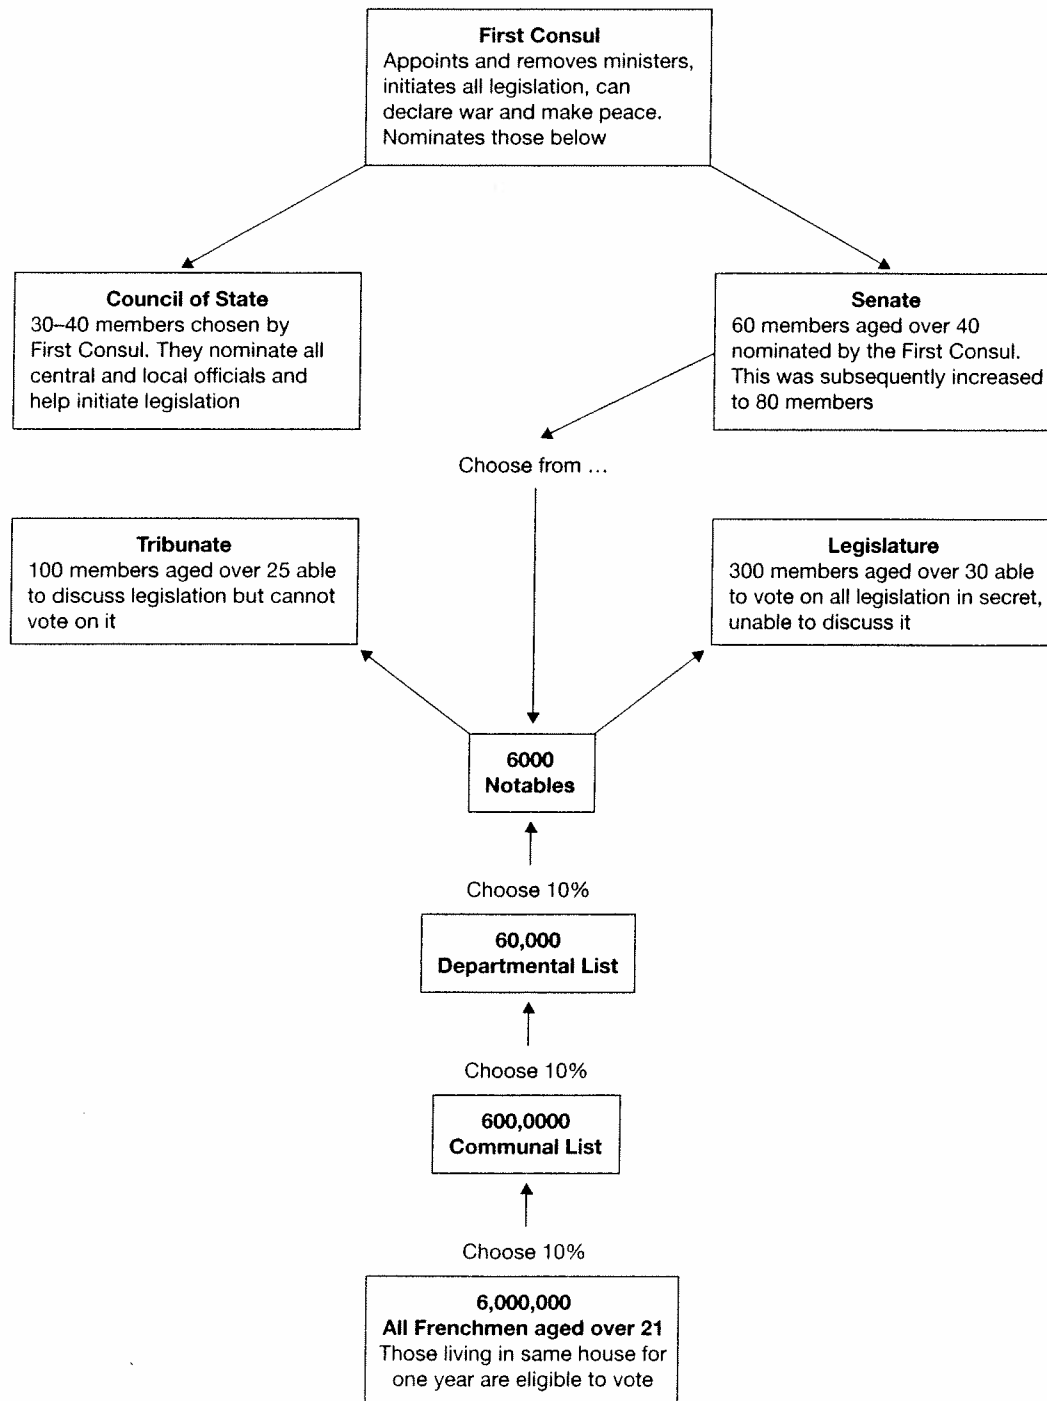 First Consul
Appoints and removes ministers,
initiates all legislation, can
declare war and make peace.
Nominates those below
Council of State
30–40 members chosen by
First Consul. They nominate all
central and local officials and
help initiate legislation
Senate
60 members aged over 40
nominated by the First Consul.
This was subsequently increased
to 80 members
Choose from ...
Tribunate
100 members aged over 25 able
to discuss legislation but cannot
vote on it
Legislature
300 members aged over 30 able
to vote on all legislation in secret,
unable to discuss it
6000
Notables
Choose 10%
60,000
Departmental List
Choose 10%
600,0000
Communal List
Choose 10%
6,000,000
All Frenchmen aged over 21
Those living in same house for
one year are eligible to vote